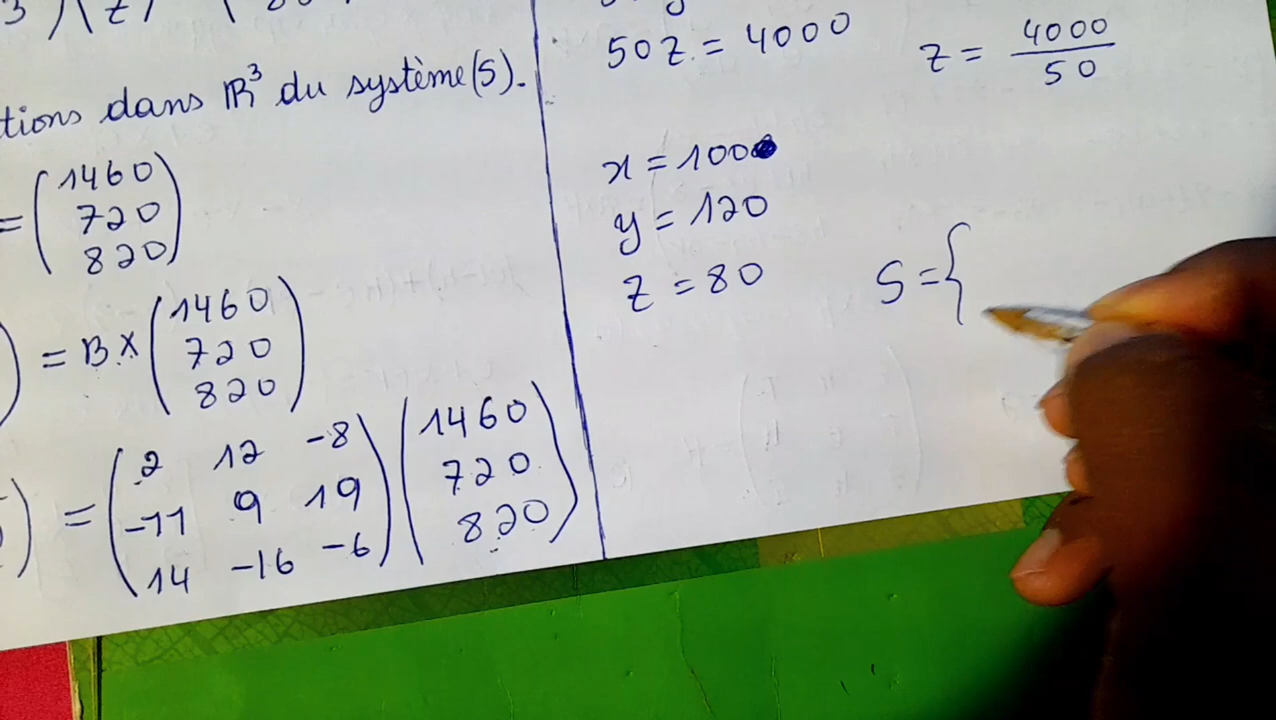 tions dans ℝ³ du système(S).
= (1460
720
820)
) = B × (1460
720
820)
) = (2 12 -8
-11 9 19
14 -16 -6) (1460
720
820)
50z = 4000 z = 4000/50
x = 100
y = 120
z = 80
S = {